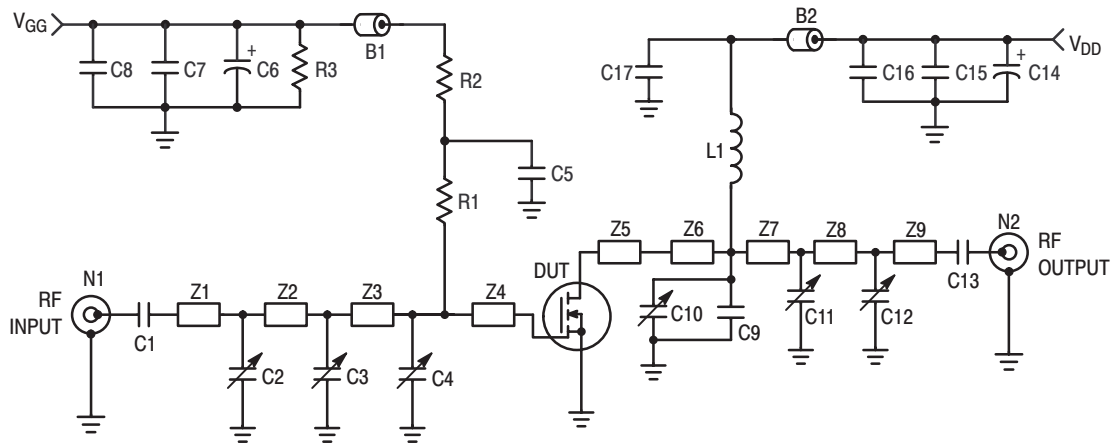 VGG
B1
B2
VDD
C8
C7
+
C6
R3
R2
C17
C16
C15
+
C14
L1
C5
R1
Z5
Z6
Z7
Z8
Z9
N2
RF
OUTPUT
DUT
C13
N1
RF
INPUT
C1
Z1
Z2
Z3
Z4
C10
C9
C11
C12
C2
C3
C4